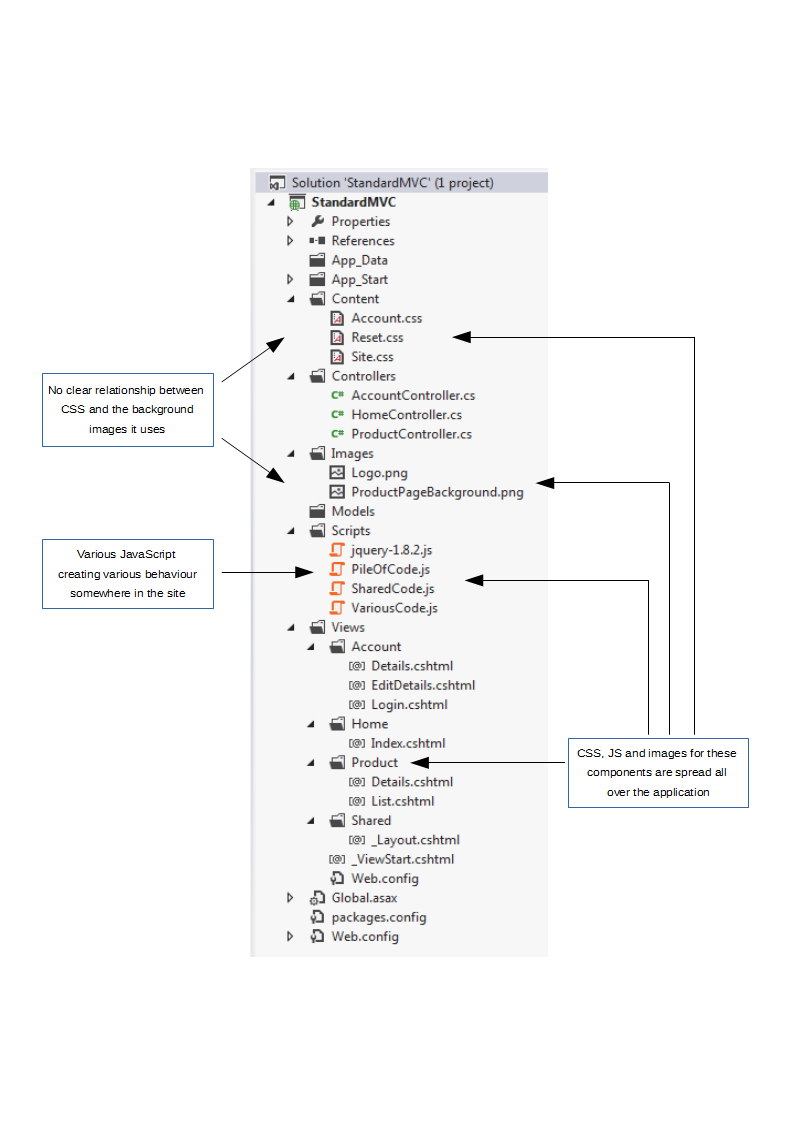 Solution 'StandardMVC' (1 project)
StandardMVC
Properties
References
App_Data
App_Start
Content
Account.css
Reset.css
Site.css
Controllers
AccountController.cs
HomeController.cs
ProductController.cs
Images
Logo.png
ProductPageBackground.png
Models
Scripts
jquery-1.8.2.js
PileOfCode.js
SharedCode.js
VariousCode.js
Views
Account
Details.cshtml
EditDetails.cshtml
Login.cshtml
Home
Index.cshtml
Product
Details.cshtml
List.cshtml
Shared
_Layout.cshtml
_ViewStart.cshtml
Web.config
Global.asax
packages.config
Web.config
No clear relationship between
CSS and the background
images it uses
Various JavaScript
creating various behaviour
somewhere in the site
CSS, JS and images for these
components are spread all
over the application